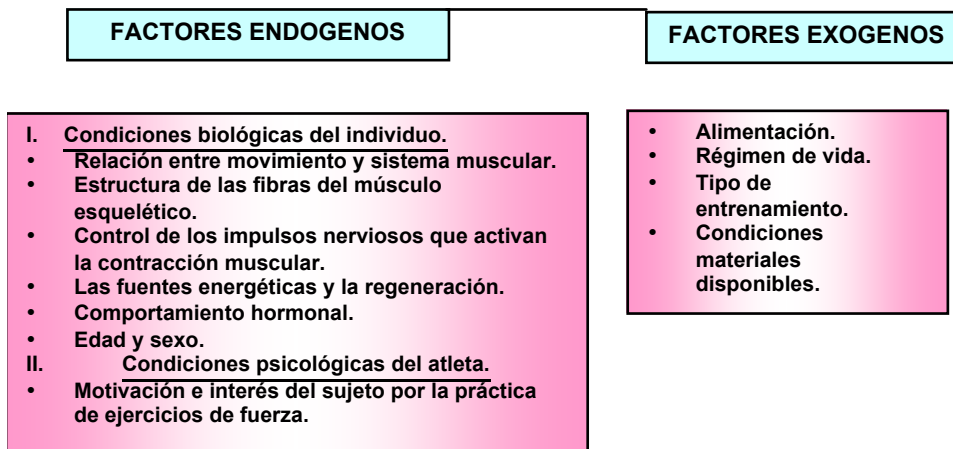 FACTORES ENDOGENOS
FACTORES EXOGENOS
I. Condiciones biológicas del individuo.
• Relación entre movimiento y sistema muscular.
• Estructura de las fibras del músculo
esquelético.
• Control de los impulsos nerviosos que activan
la contracción muscular.
• Las fuentes energéticas y la regeneración.
• Comportamiento hormonal.
• Edad y sexo.
II. Condiciones psicológicas del atleta.
• Motivación e interés del sujeto por la práctica
de ejercicios de fuerza.
• Alimentación.
• Régimen de vida.
• Tipo de
entrenamiento.
• Condiciones
materiales
disponibles.